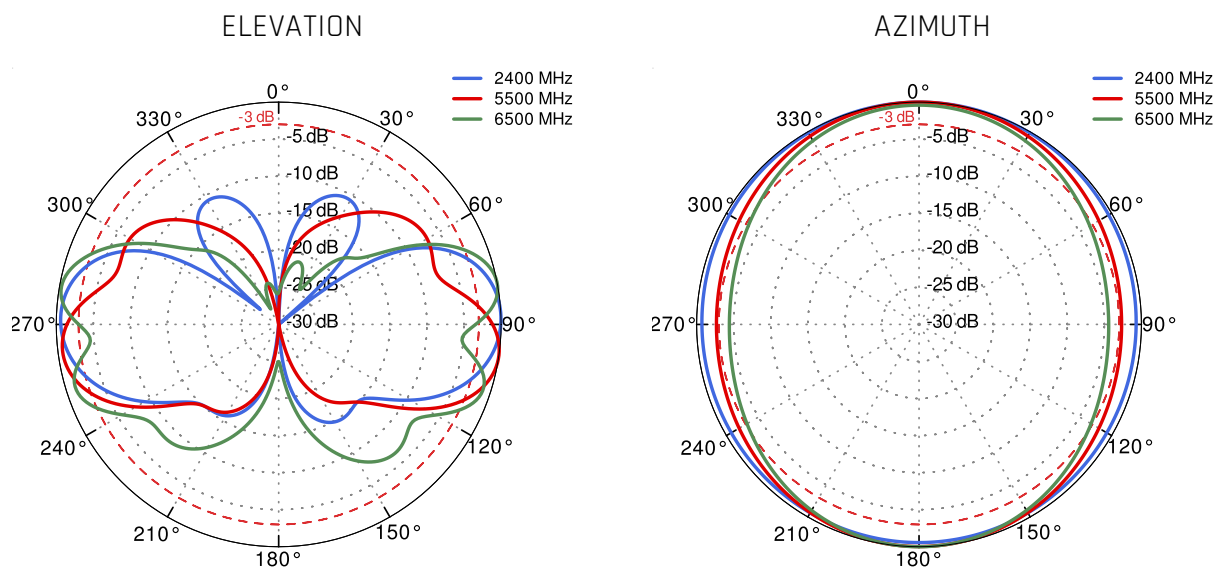 ELEVATION
2400 MHz
5500 MHz
6500 MHz
0°
30°
60°
90°
120°
150°
180°
210°
240°
270°
300°
330°
-3 dB
-5 dB
-10 dB
-15 dB
-20 dB
-25 dB
-30 dB
AZIMUTH
2400 MHz
5500 MHz
6500 MHz
0°
30°
60°
90°
120°
150°
180°
210°
240°
270°
300°
330°
-3 dB
-5 dB
-10 dB
-15 dB
-20 dB
-25 dB
-30 dB